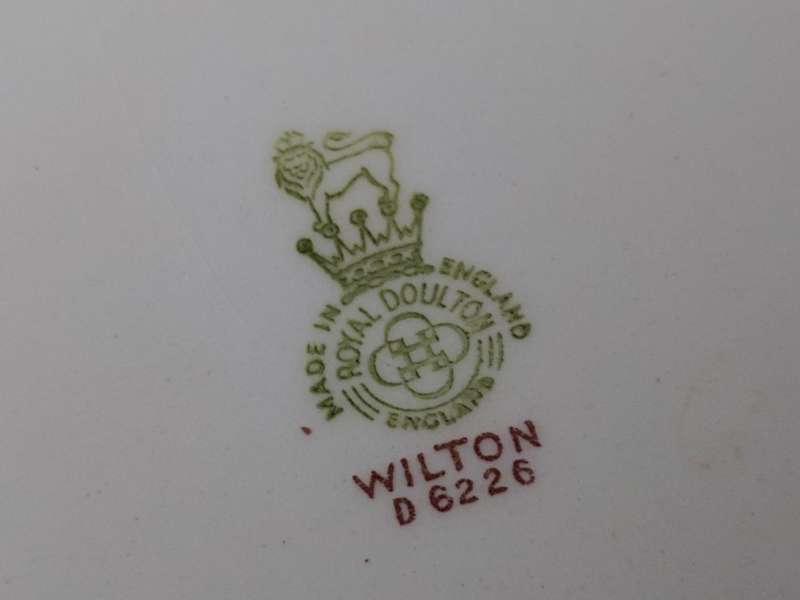 MADE IN ENGLAND
ROYAL DOULTON
ENGLAND
WILTON
D 6226